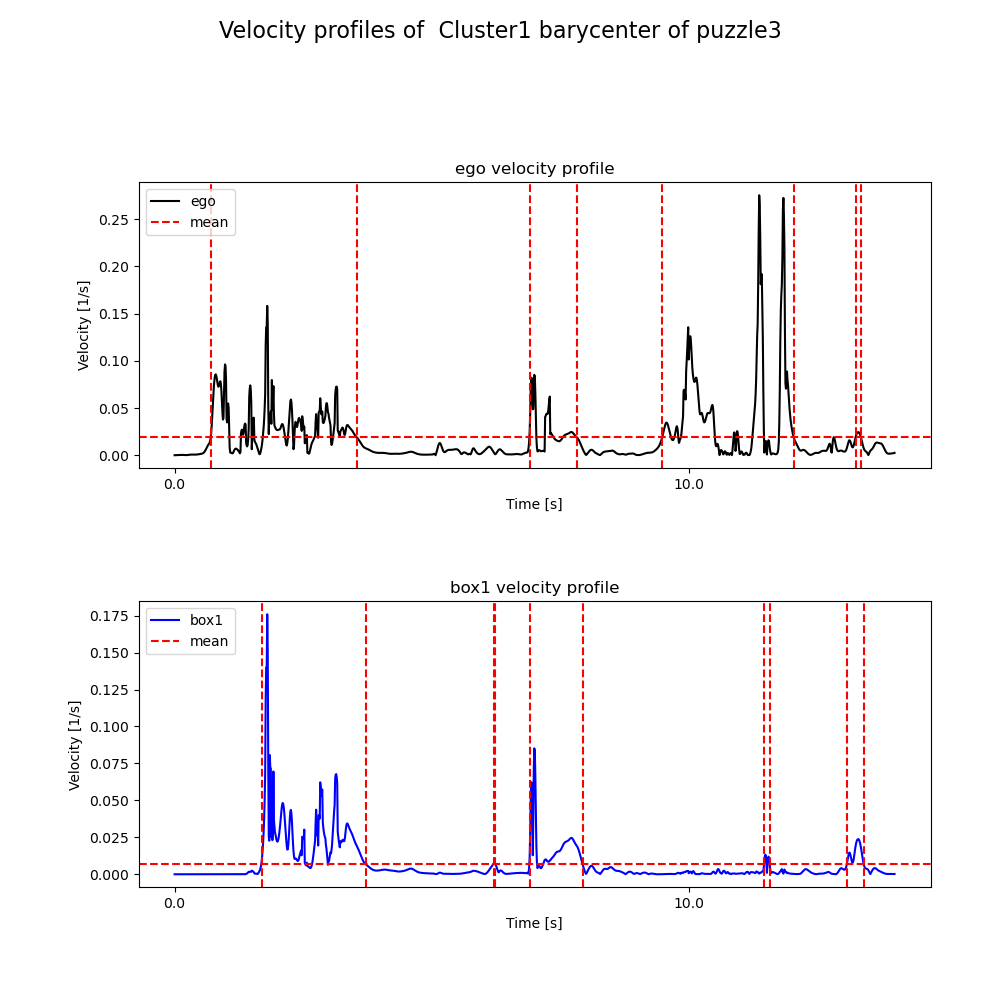 Velocity profiles of  Cluster1 barycenter of puzzle3
ego velocity profile
ego
mean
0.25
0.20
0.15
0.10
0.05
0.00
Velocity [1/s]
0.0 10.0
Time [s]
box1 velocity profile
box1
mean
0.175
0.150
0.125
0.100
0.075
0.050
0.025
0.000
Velocity [1/s]
0.0 10.0
Time [s]